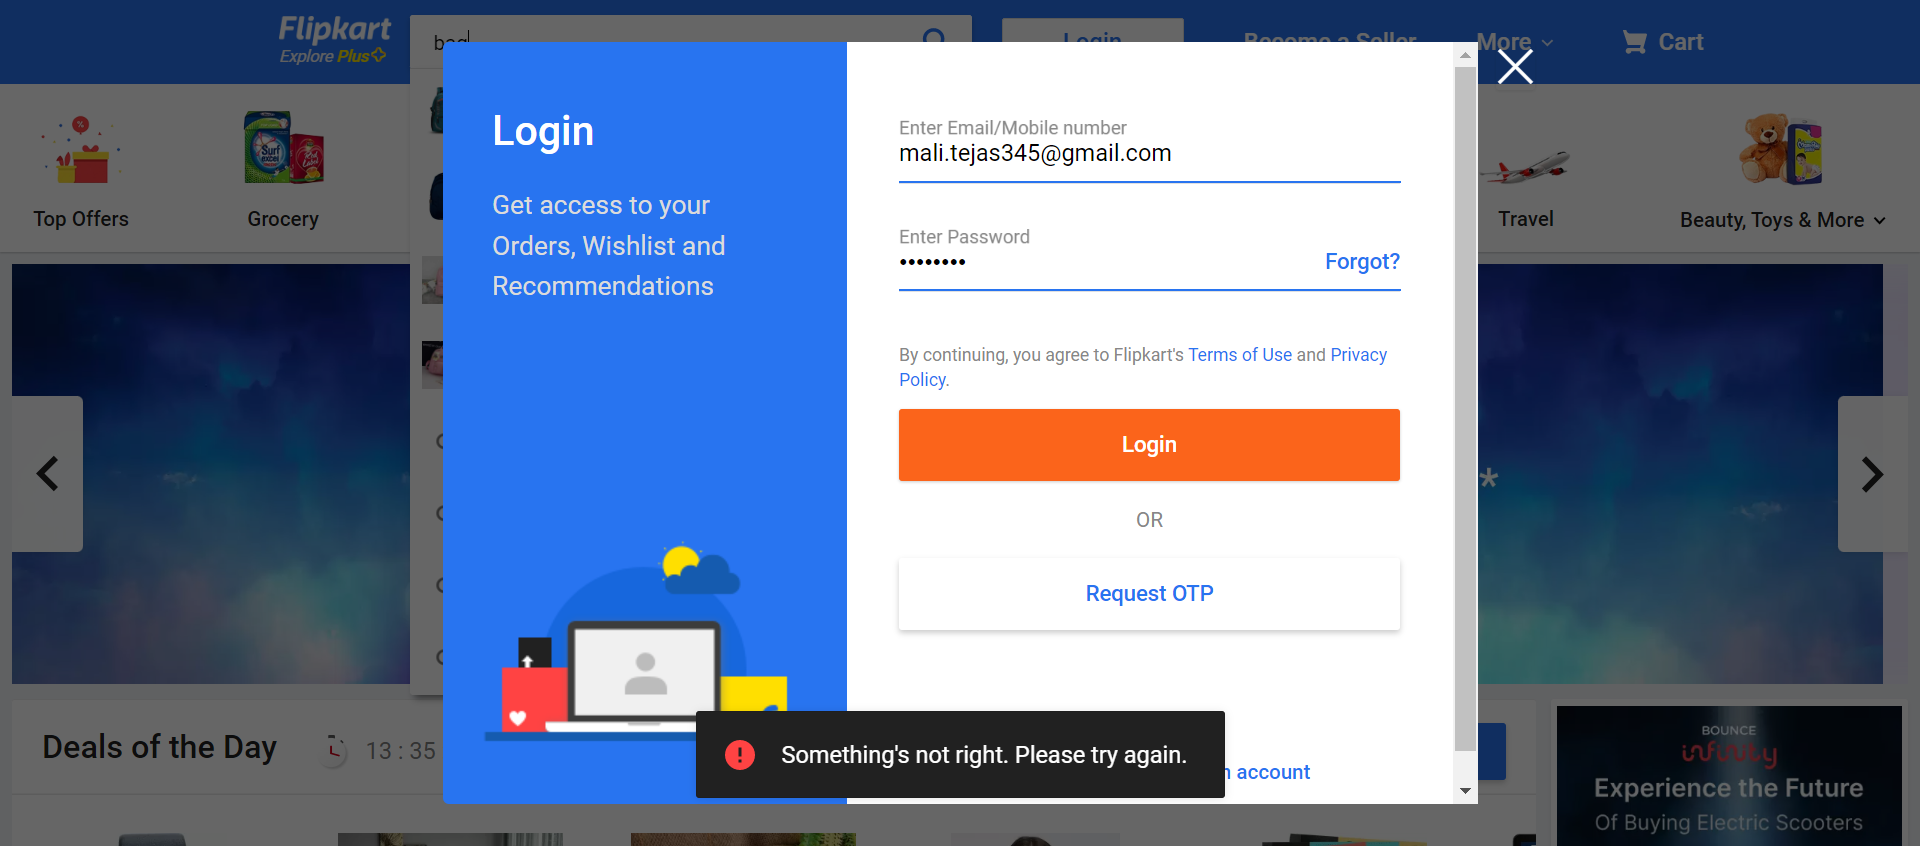 Flipkart
Explore Plus
bag
Login
Become a Seller
More
Cart
Top Offers
Grocery
Travel
Beauty, Toys & More
Login
Get access to your
Orders, Wishlist and
Recommendations
Enter Email/Mobile number
mali.tejas345@gmail.com
Enter Password
Forgot?
By continuing, you agree to Flipkart's Terms of Use and Privacy
Policy.
Login
OR
Request OTP
account
Something's not right. Please try again.
*
Deals of the Day
13 : 35
BOUNCE
infinity
Experience the Future
Of Buying Electric Scooters
Surf
excel